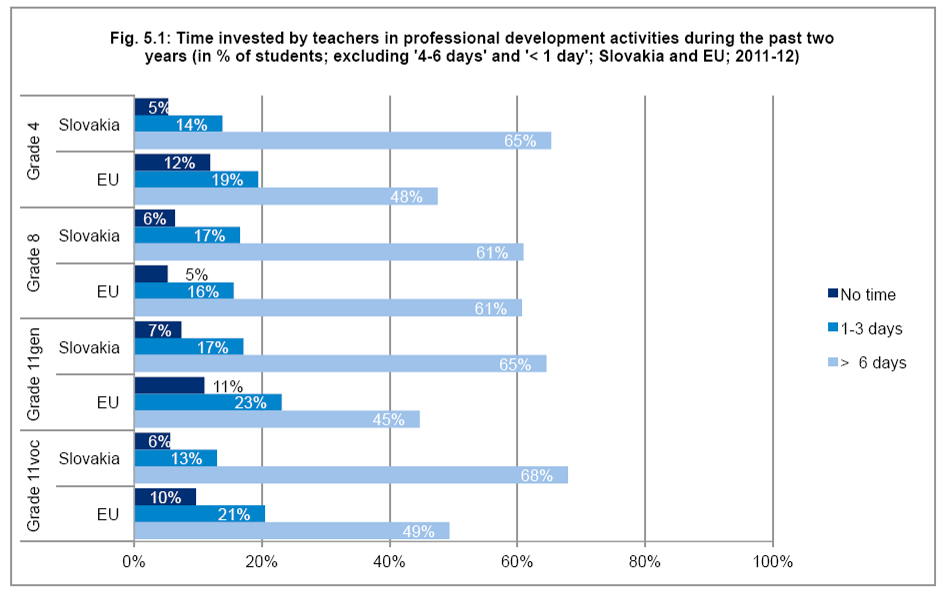 Fig. 5.1: Time invested by teachers in professional development activities during the past two
years (in % of students; excluding '4-6 days' and '< 1 day'; Slovakia and EU; 2011-12)
Grade 4
Slovakia
5%
14%
65%
EU
12%
19%
48%
Grade 8
Slovakia
6%
17%
61%
EU
5%
16%
61%
Grade 11gen
Slovakia
7%
17%
65%
EU
11%
23%
45%
Grade 11voc
Slovakia
6%
13%
68%
EU
10%
21%
49%
0% 20% 40% 60% 80% 100%
No time
1-3 days
> 6 days